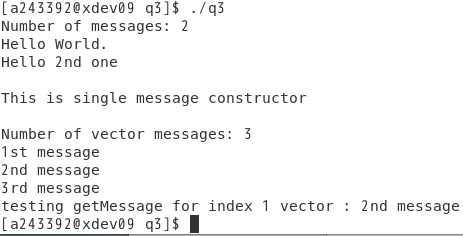 [a243392@xdev09 q3]$ ./q3
Number of messages: 2
Hello World.
Hello 2nd one
This is single message constructor
Number of vector messages: 3
1st message
2nd message
3rd message
testing getMessage for index 1 vector : 2nd message
[a243392@xdev09 q3]$